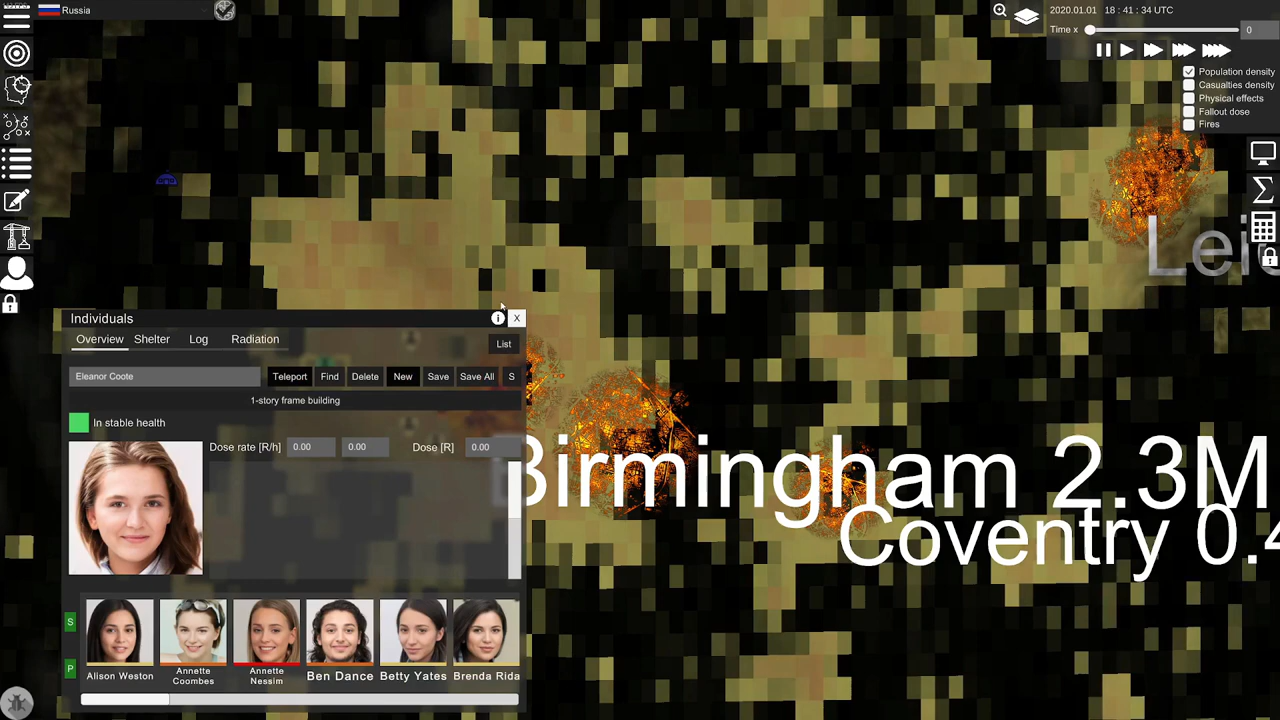 Russia
2020.01.01 18 : 41 : 34 UTC
Time x 0
Population density
Casualties density
Physical effects
Fallout dose
Fires
Individuals i X
Overview Shelter Log Radiation
List
Eleanor Coote Teleport Find Delete New Save Save All S
1-story frame building
In stable health
Dose rate [R/h] 0.00 0.00 Dose [R] 0.00
Birmingham 2.3M
Coventry 0.4
S
P
Alison Weston
Annette Coombes
Annette Nessim
Ben Dance
Betty Yates
Brenda Rida